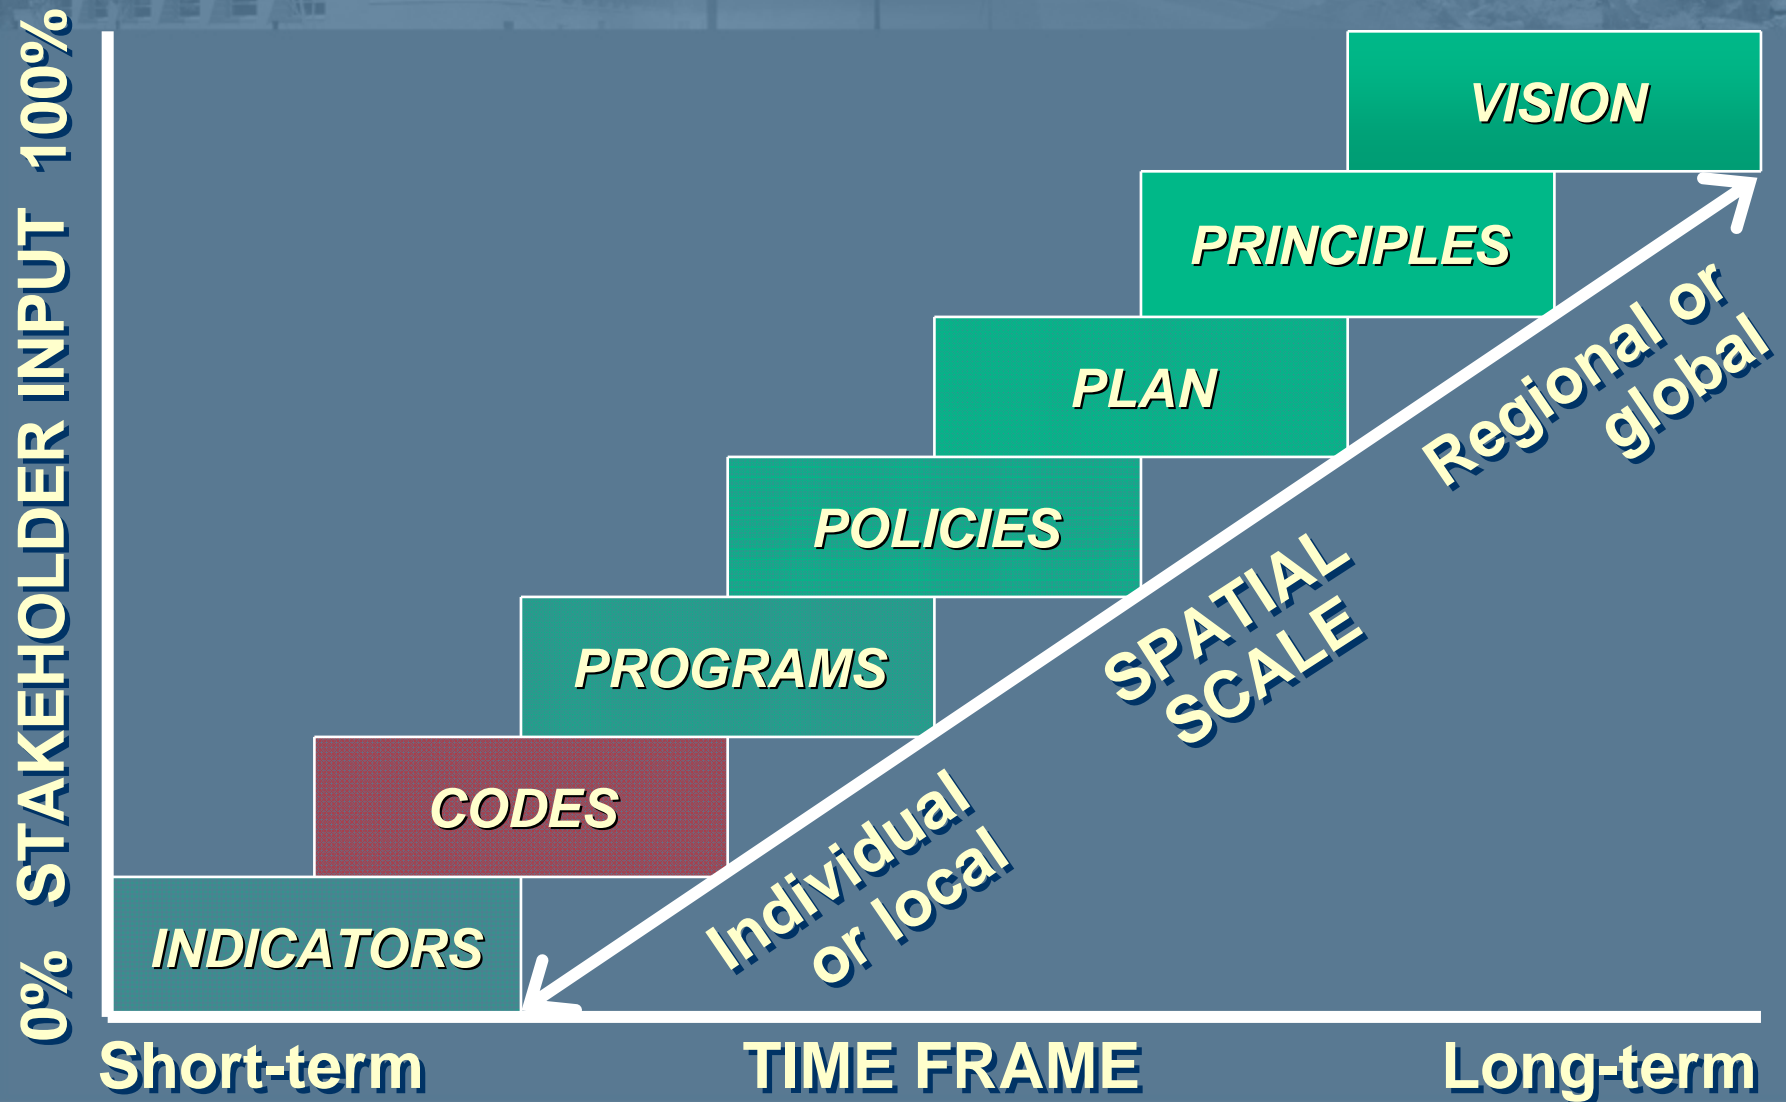 100%
STAKEHOLDER INPUT
0%
VISION
PRINCIPLES
PLAN
POLICIES
PROGRAMS
CODES
INDICATORS
Regional or
global
SPATIAL
SCALE
Individual
or local
Short-term
TIME FRAME
Long-term